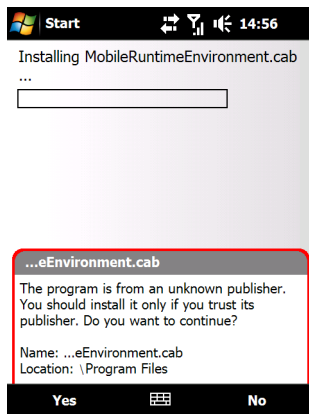 Start 14:56
Installing MobileRuntimeEnvironment.cab
...
...eEnvironment.cab
The program is from an unknown publisher.
You should install it only if you trust its
publisher. Do you want to continue?
Name: ...eEnvironment.cab
Location: \Program Files
Yes No